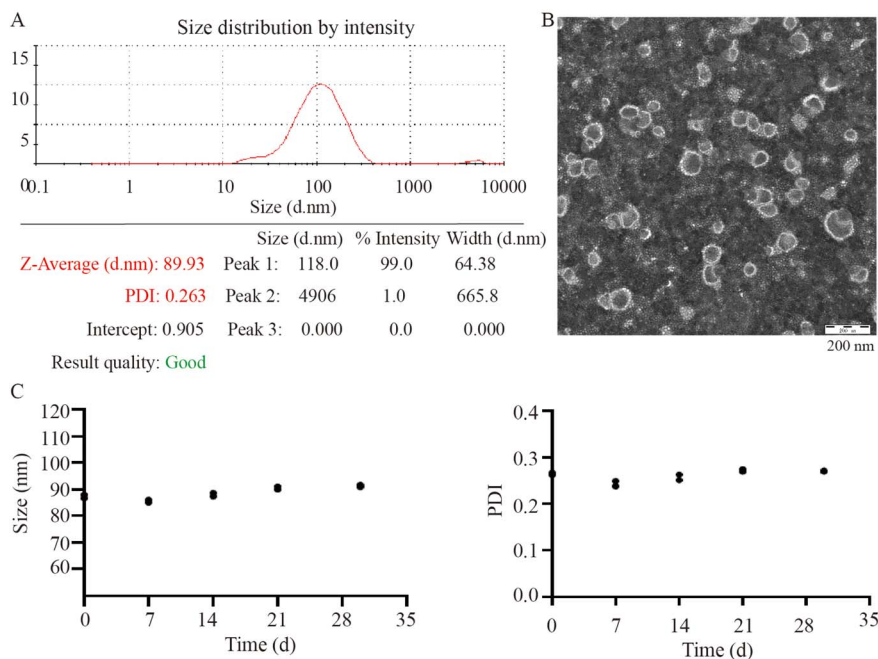 A
Size distribution by intensity
15
10
5
0
0.1 1 10 100 1000 10000
Size (d.nm)
Size (d.nm) % Intensity Width (d.nm)
Z-Average (d.nm): 89.93 Peak 1: 118.0 99.0 64.38
PDI: 0.263 Peak 2: 4906 1.0 665.8
Intercept: 0.905 Peak 3: 0.000 0.0 0.000
Result quality: Good
B
200 nm
200 nm
C
120
110
100
90
80
70
60
Size (nm)
0 7 14 21 28 35
Time (d)
0.4
0.3
0.2
0.1
0.0
PDI
0 7 14 21 28 35
Time (d)